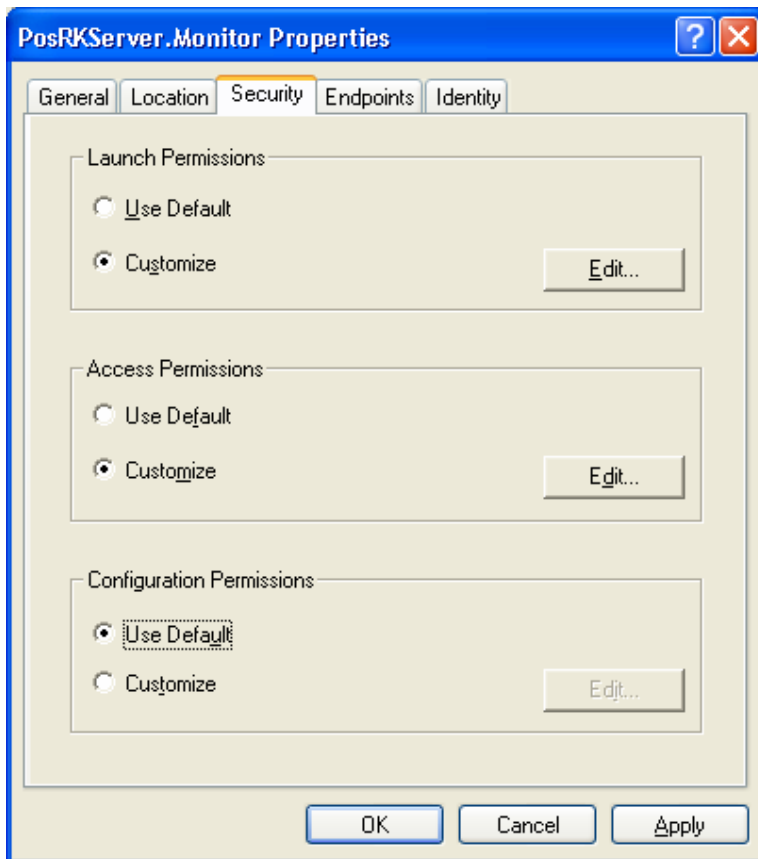 PosRKServer.Monitor Properties
General Location Security Endpoints Identity
Launch Permissions
Use Default
Customize
Edit...
Access Permissions
Use Default
Customize
Edit...
Configuration Permissions
Use Default
Customize
Edit...
OK Cancel Apply